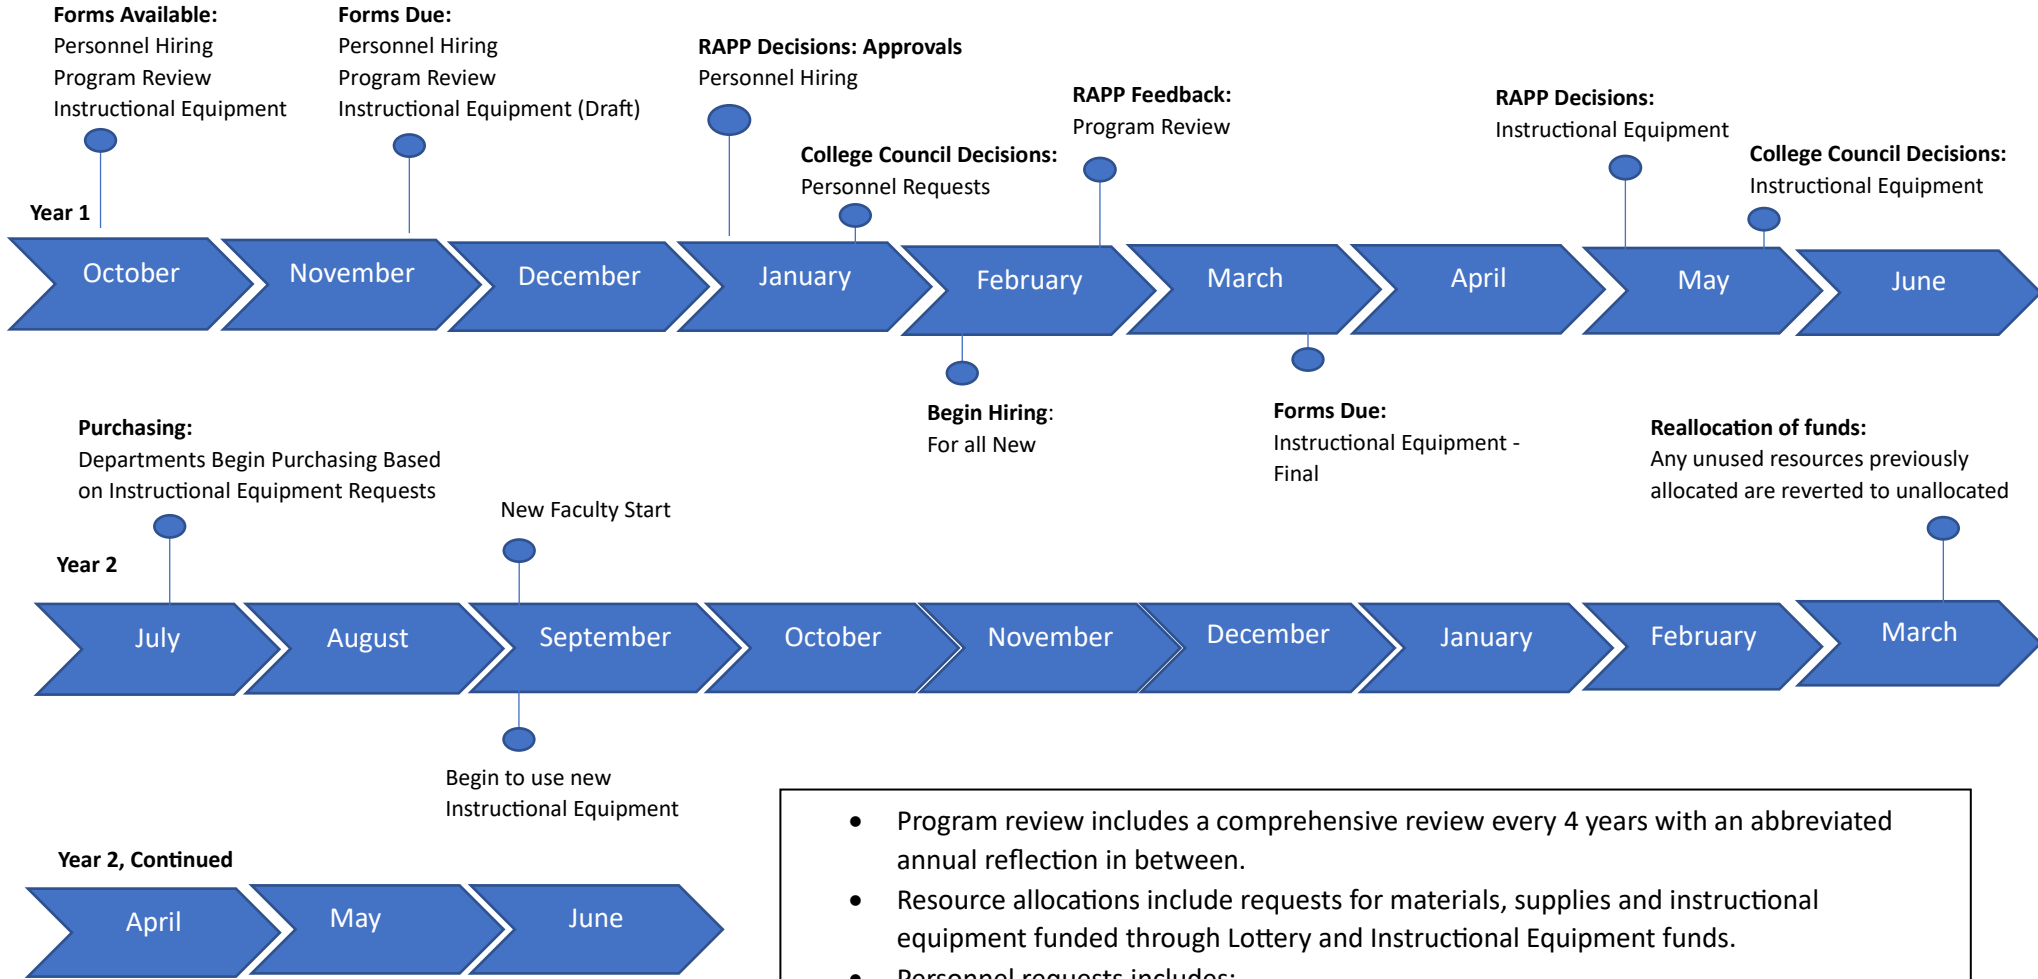 Forms Available:
Personnel Hiring
Program Review
Instructional Equipment
Forms Due:
Personnel Hiring
Program Review
Instructional Equipment (Draft)
RAPP Decisions: Approvals
Personnel Hiring
College Council Decisions:
Personnel Requests
RAPP Feedback:
Program Review
RAPP Decisions:
Instructional Equipment
College Council Decisions:
Instructional Equipment
Year 1
October
November
December
January
February
March
April
May
June
Begin Hiring:
For all New
Forms Due:
Instructional Equipment -
Final
Purchasing:
Departments Begin Purchasing Based
on Instructional Equipment Requests
New Faculty Start
Reallocation of funds:
Any unused resources previously
allocated are reverted to unallocated
Year 2
July
August
September
October
November
December
January
February
March
Begin to use new
Instructional Equipment
Year 2, Continued
April
May
June
• Program review includes a comprehensive review every 4 years with an abbreviated
annual reflection in between.
• Resource allocations include requests for materials, supplies and instructional
equipment funded through Lottery and Instructional Equipment funds.
• Personnel requests includes: